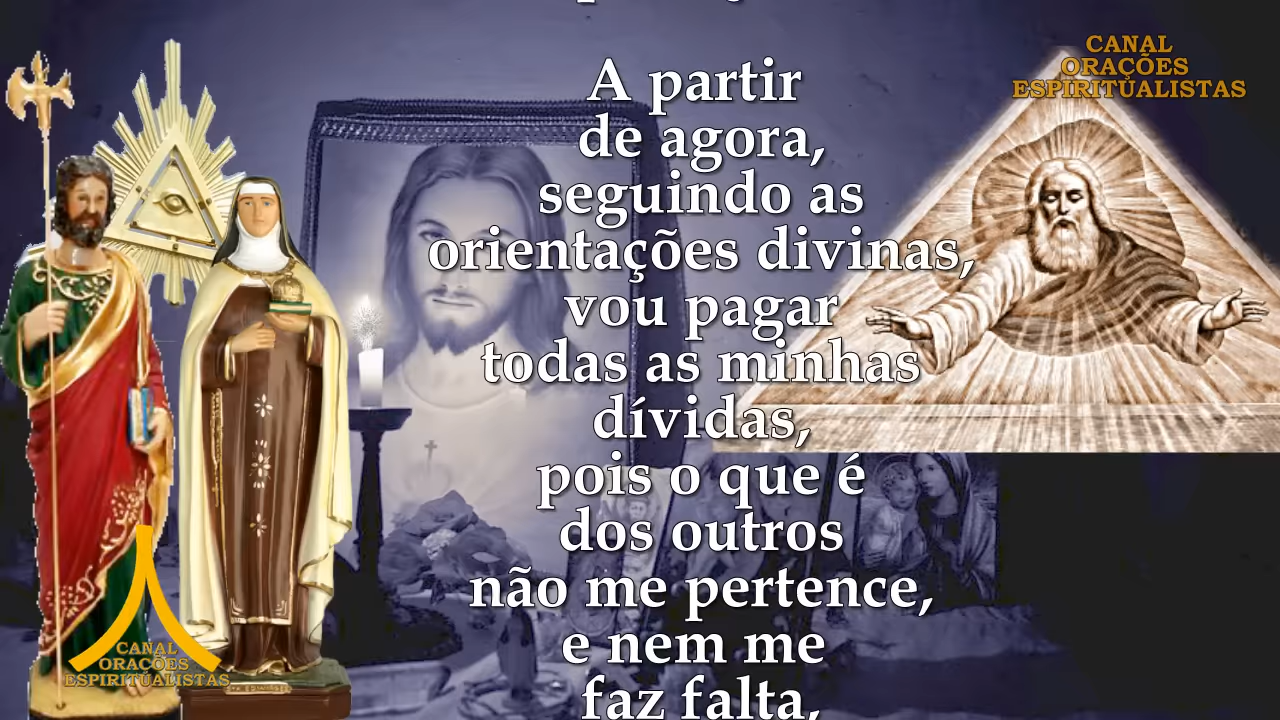 CANAL
ORAÇÕES
ESPIRITUALISTAS
A partir
de agora,
seguindo as
orientações divinas,
vou pagar
todas as minhas
dívidas,
pois o que é
dos outros
não me pertence,
e nem me
faz falta,
CANAL
ORAÇÕES
ESPIRITUALISTAS